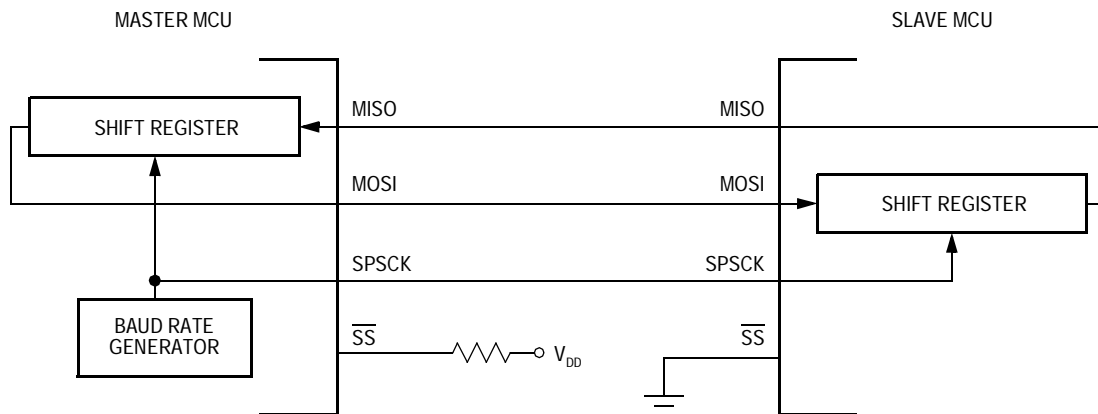 MASTER MCU
SLAVE MCU
SHIFT REGISTER
MISO
MISO
MOSI
MOSI
SHIFT REGISTER
SPSCK
SPSCK
BAUD RATE
GENERATOR
SS
VDD
SS